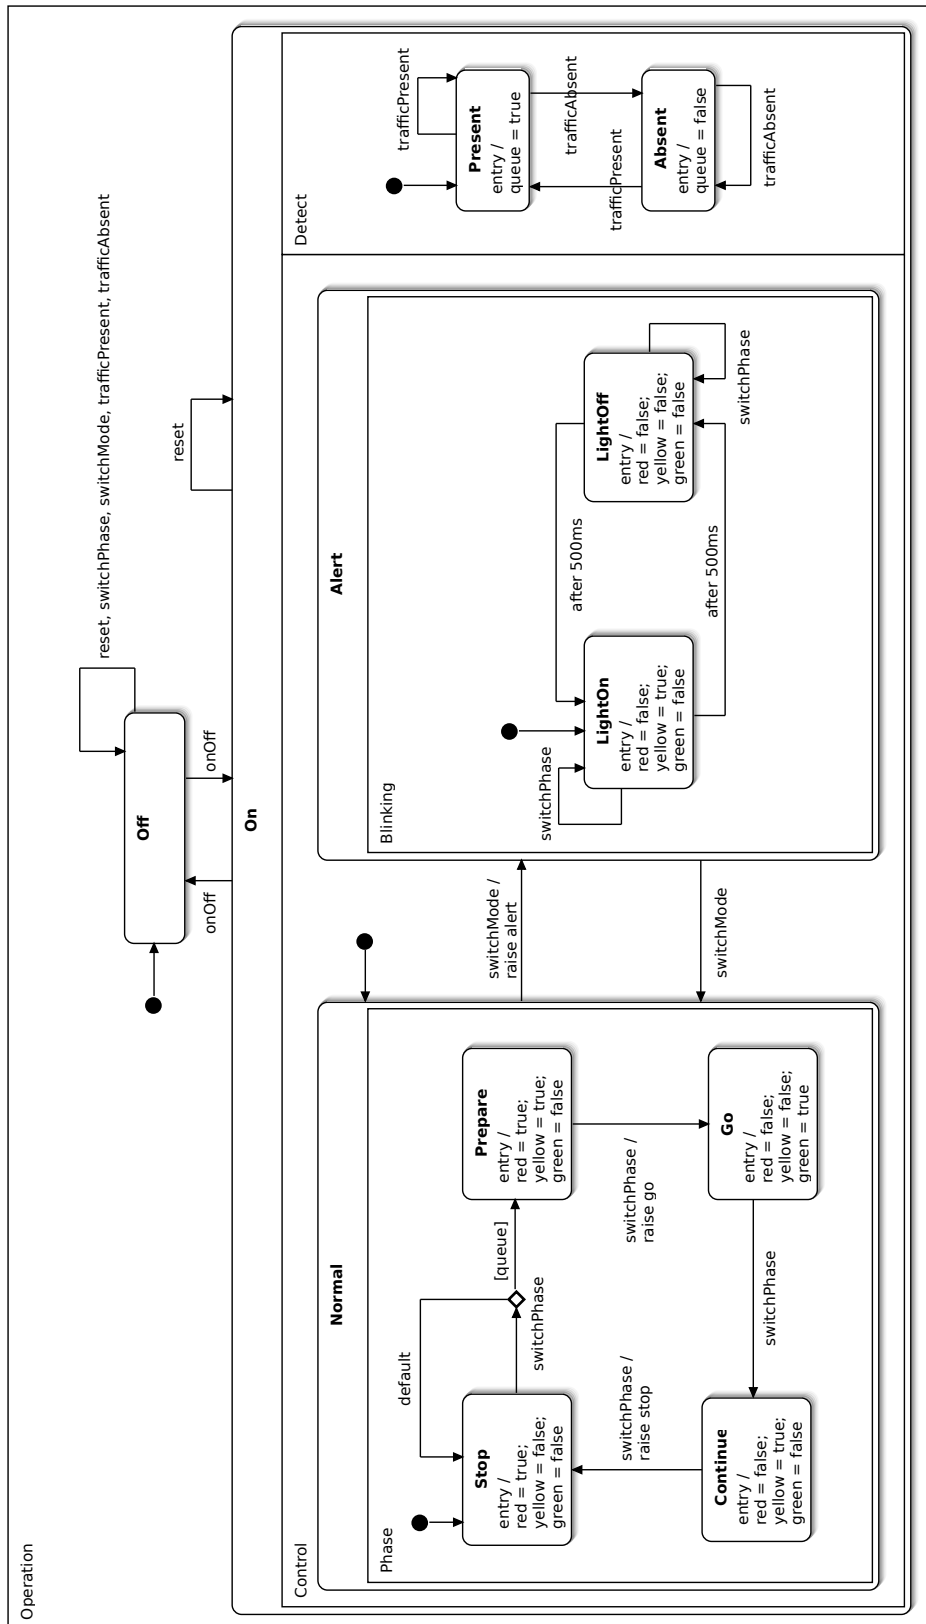 Operation
Off
reset, switchPhase, switchMode, trafficPresent, trafficAbsent
onOff
onOff
reset
On
Control
Normal
Phase
Stop
entry /
red = true;
yellow = false;
green = false
default
switchPhase
[queue]
Prepare
entry /
red = true;
yellow = true;
green = false
switchPhase /
raise stop
switchPhase /
raise go
Continue
entry /
red = false;
yellow = true;
green = false
switchPhase
Go
entry /
red = false;
yellow = false;
green = true
switchMode /
raise alert
switchMode
Alert
Blinking
switchPhase
LightOn
entry /
red = false;
yellow = true;
green = false
after 500ms
after 500ms
LightOff
entry /
red = false;
yellow = false;
green = false
switchPhase
Detect
trafficPresent
Present
entry /
queue = true
trafficAbsent
trafficPresent
Absent
entry /
queue = false
trafficAbsent